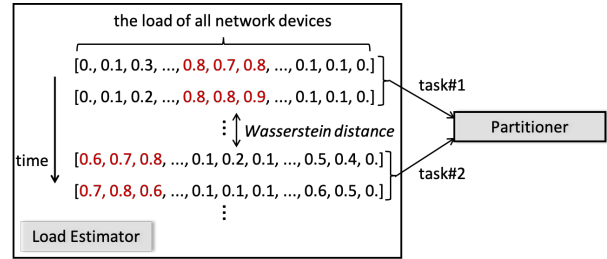 the load of all network devices
[0., 0.1, 0.3, ..., 0.8, 0.7, 0.8, ..., 0.1, 0.1, 0.]
task#1
[0., 0.1, 0.2, ..., 0.8, 0.8, 0.9, ..., 0.1, 0.1, 0.]
Partitioner
⋮
Wasserstein distance
time
[0.6, 0.7, 0.8, ..., 0.1, 0.2, 0.1, ..., 0.5, 0.4, 0.]
task#2
[0.7, 0.8, 0.6, ..., 0.1, 0.1, 0.1, ..., 0.6, 0.5, 0.]
⋮
Load Estimator